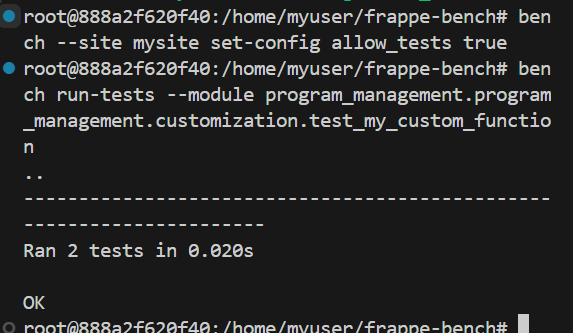 root@888a2f620f40:/home/myuser/frappe-bench# ben
ch --site mysite set-config allow_tests true
root@888a2f620f40:/home/myuser/frappe-bench# ben
ch run-tests --module program_management.program
_management.customization.test_my_custom_functio
n
..
------------------------------------------------
----------------------
Ran 2 tests in 0.020s
OK
root@888a2f620f40:/home/myuser/frappe-bench#